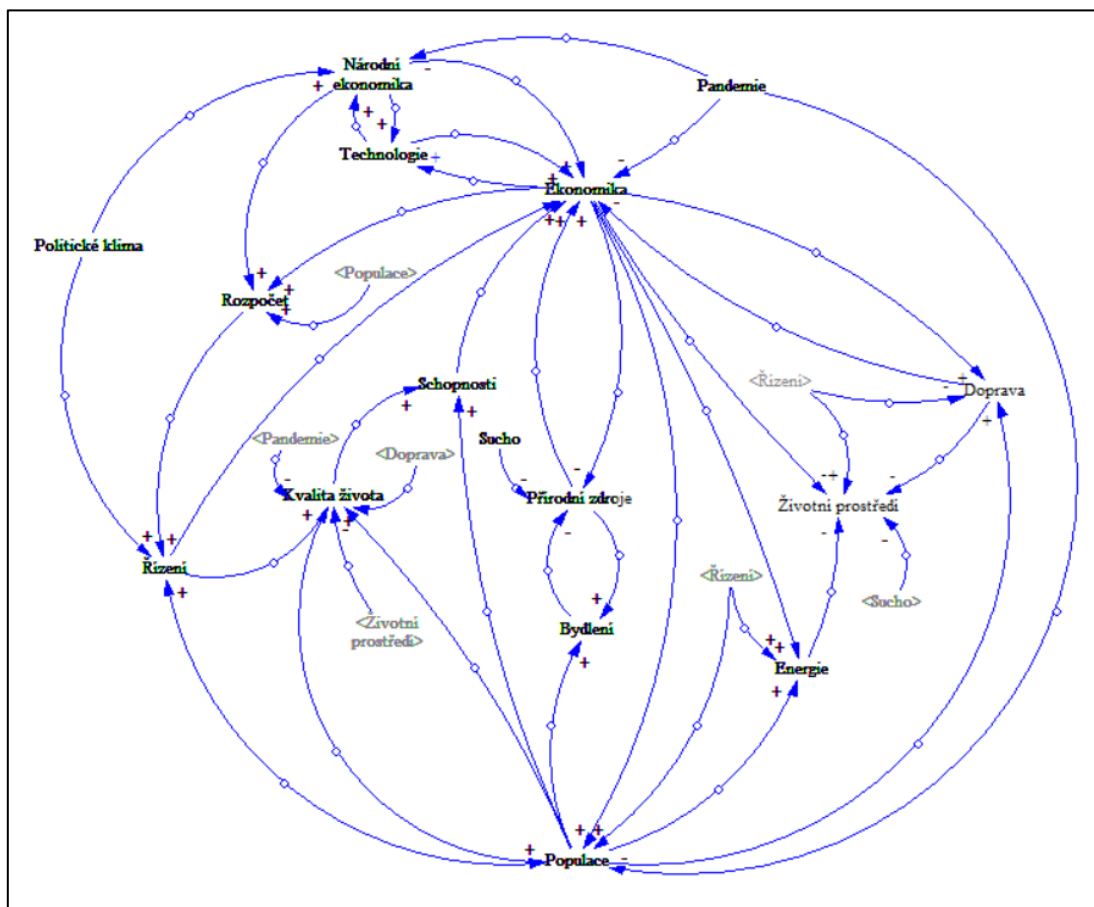 Národní
ekonomika
Pandemie
Technologie
Ekonomika
Politické klima
<Populace>
Rozpočet
Schopnosti
<Řízení>
Doprava
<Pandemie>
Sucho
<Doprava>
Kvalita života
Přírodní zdroje
Životní prostředí
Řízení
<Řízení>
<Sucho>
<Životní
prostředí>
Bydlení
Energie
Populace